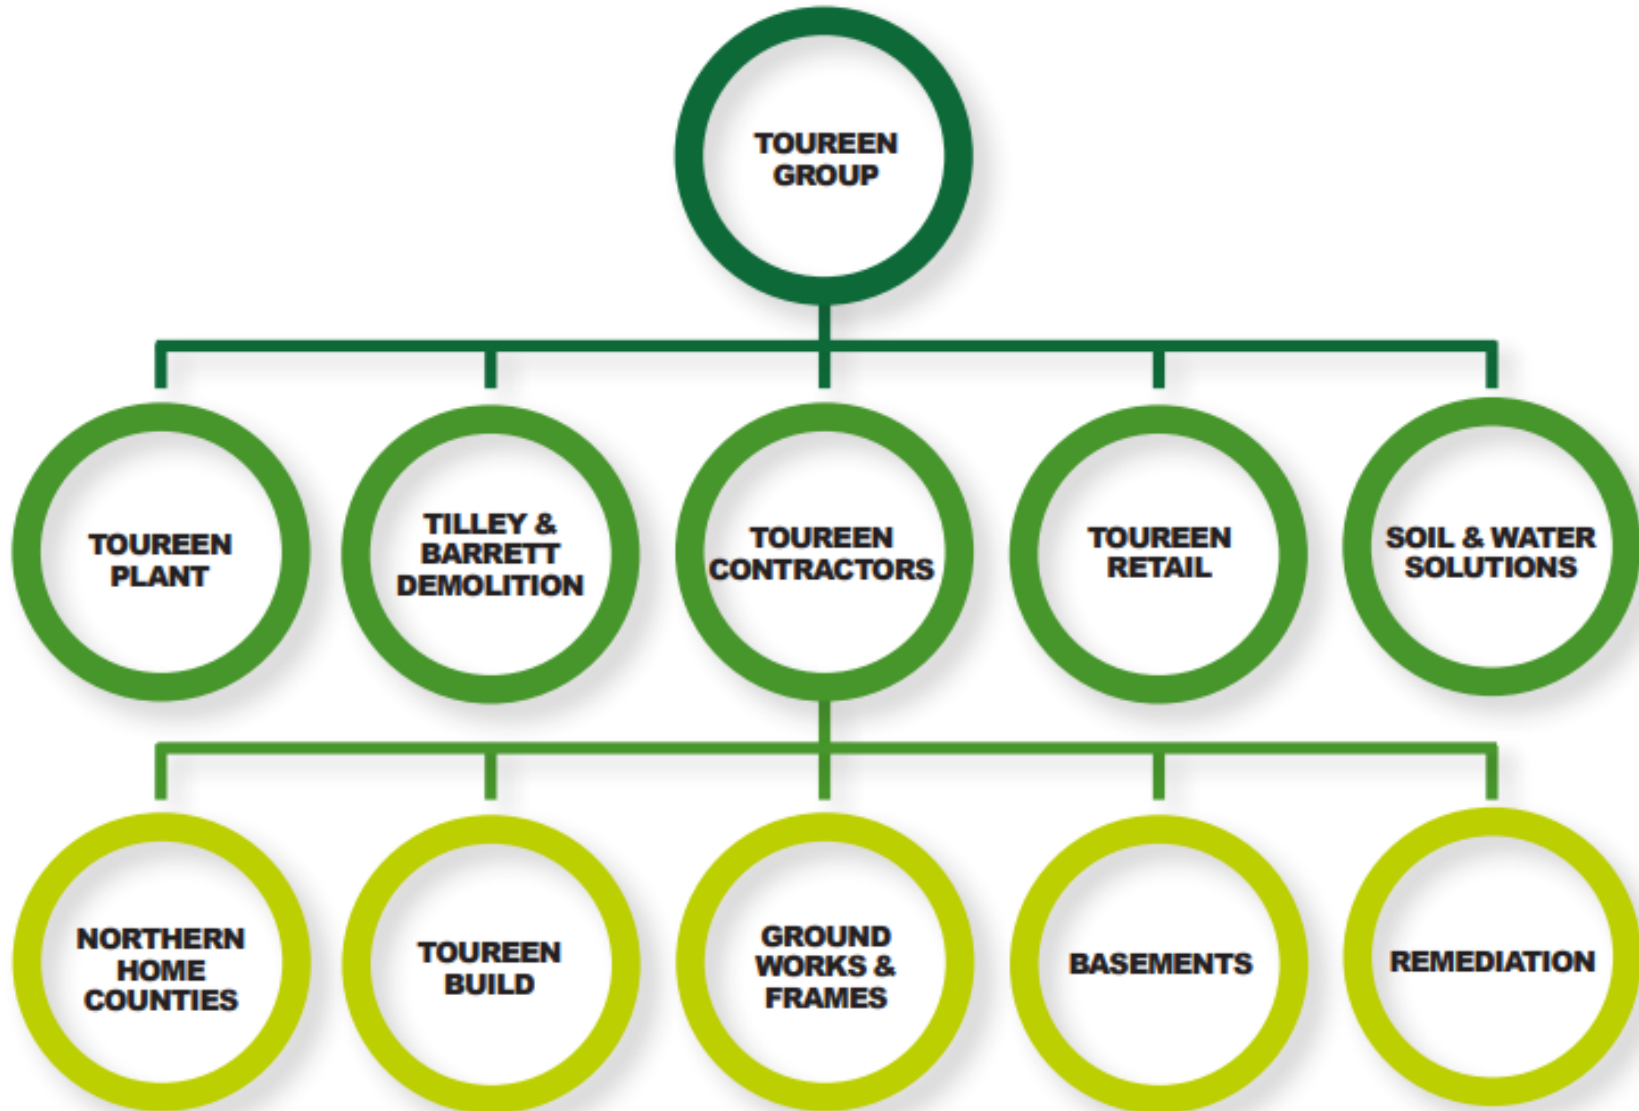 TOUREEN
GROUP
TOUREEN
PLANT
TILLEY &
BARRETT
DEMOLITION
TOUREEN
CONTRACTORS
TOUREEN
RETAIL
SOIL & WATER
SOLUTIONS
NORTHERN
HOME
COUNTIES
TOUREEN
BUILD
GROUND
WORKS &
FRAMES
BASEMENTS
REMEDIATION